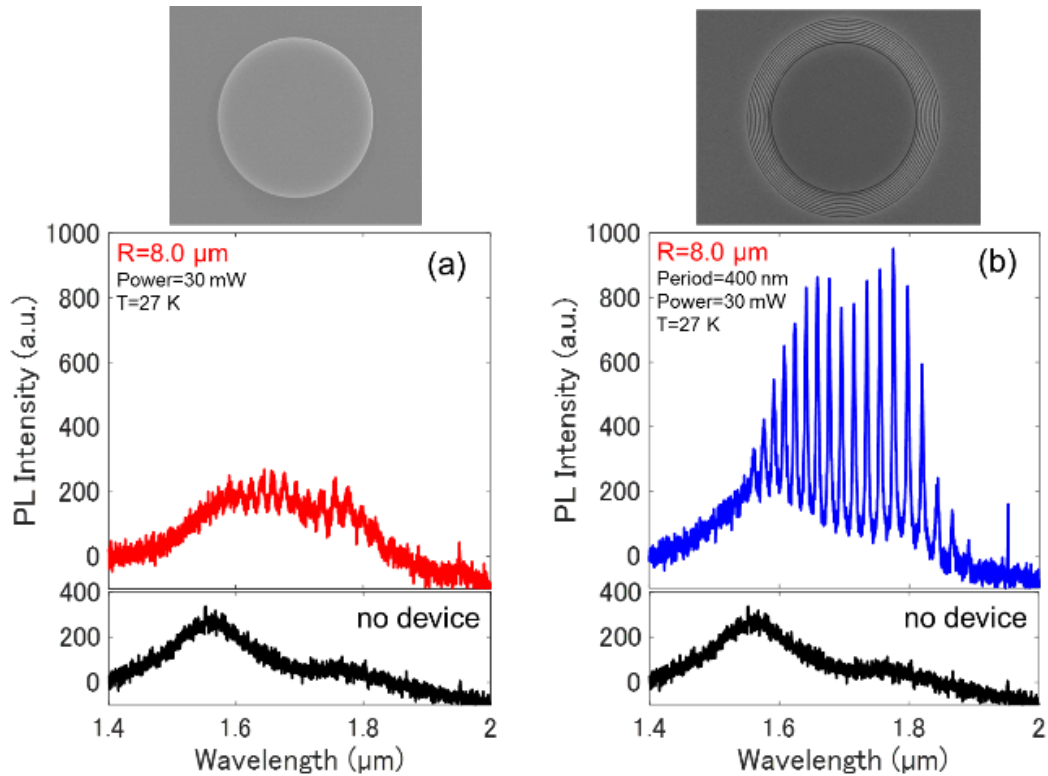 1000
800
600
400
200
0
PL Intensity (a.u.)
R=8.0 μm
Power=30 mW
T=27 K
(a)
400
200
0
no device
1.4 1.6 1.8 2
Wavelength (μm)
1000
800
600
400
200
0
PL Intensity (a.u.)
R=8.0 μm
Period=400 nm
Power=30 mW
T=27 K
(b)
400
200
0
no device
1.4 1.6 1.8 2
Wavelength (μm)